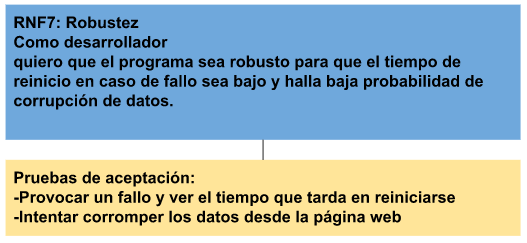 RNF7: Robustez
Como desarrollador
quiero que el programa sea robusto para que el tiempo de
reinicio en caso de fallo sea bajo y halla baja probabilidad de
corrupción de datos.
Pruebas de aceptación:
-Provocar un fallo y ver el tiempo que tarda en reiniciarse
-Intentar corromper los datos desde la página web